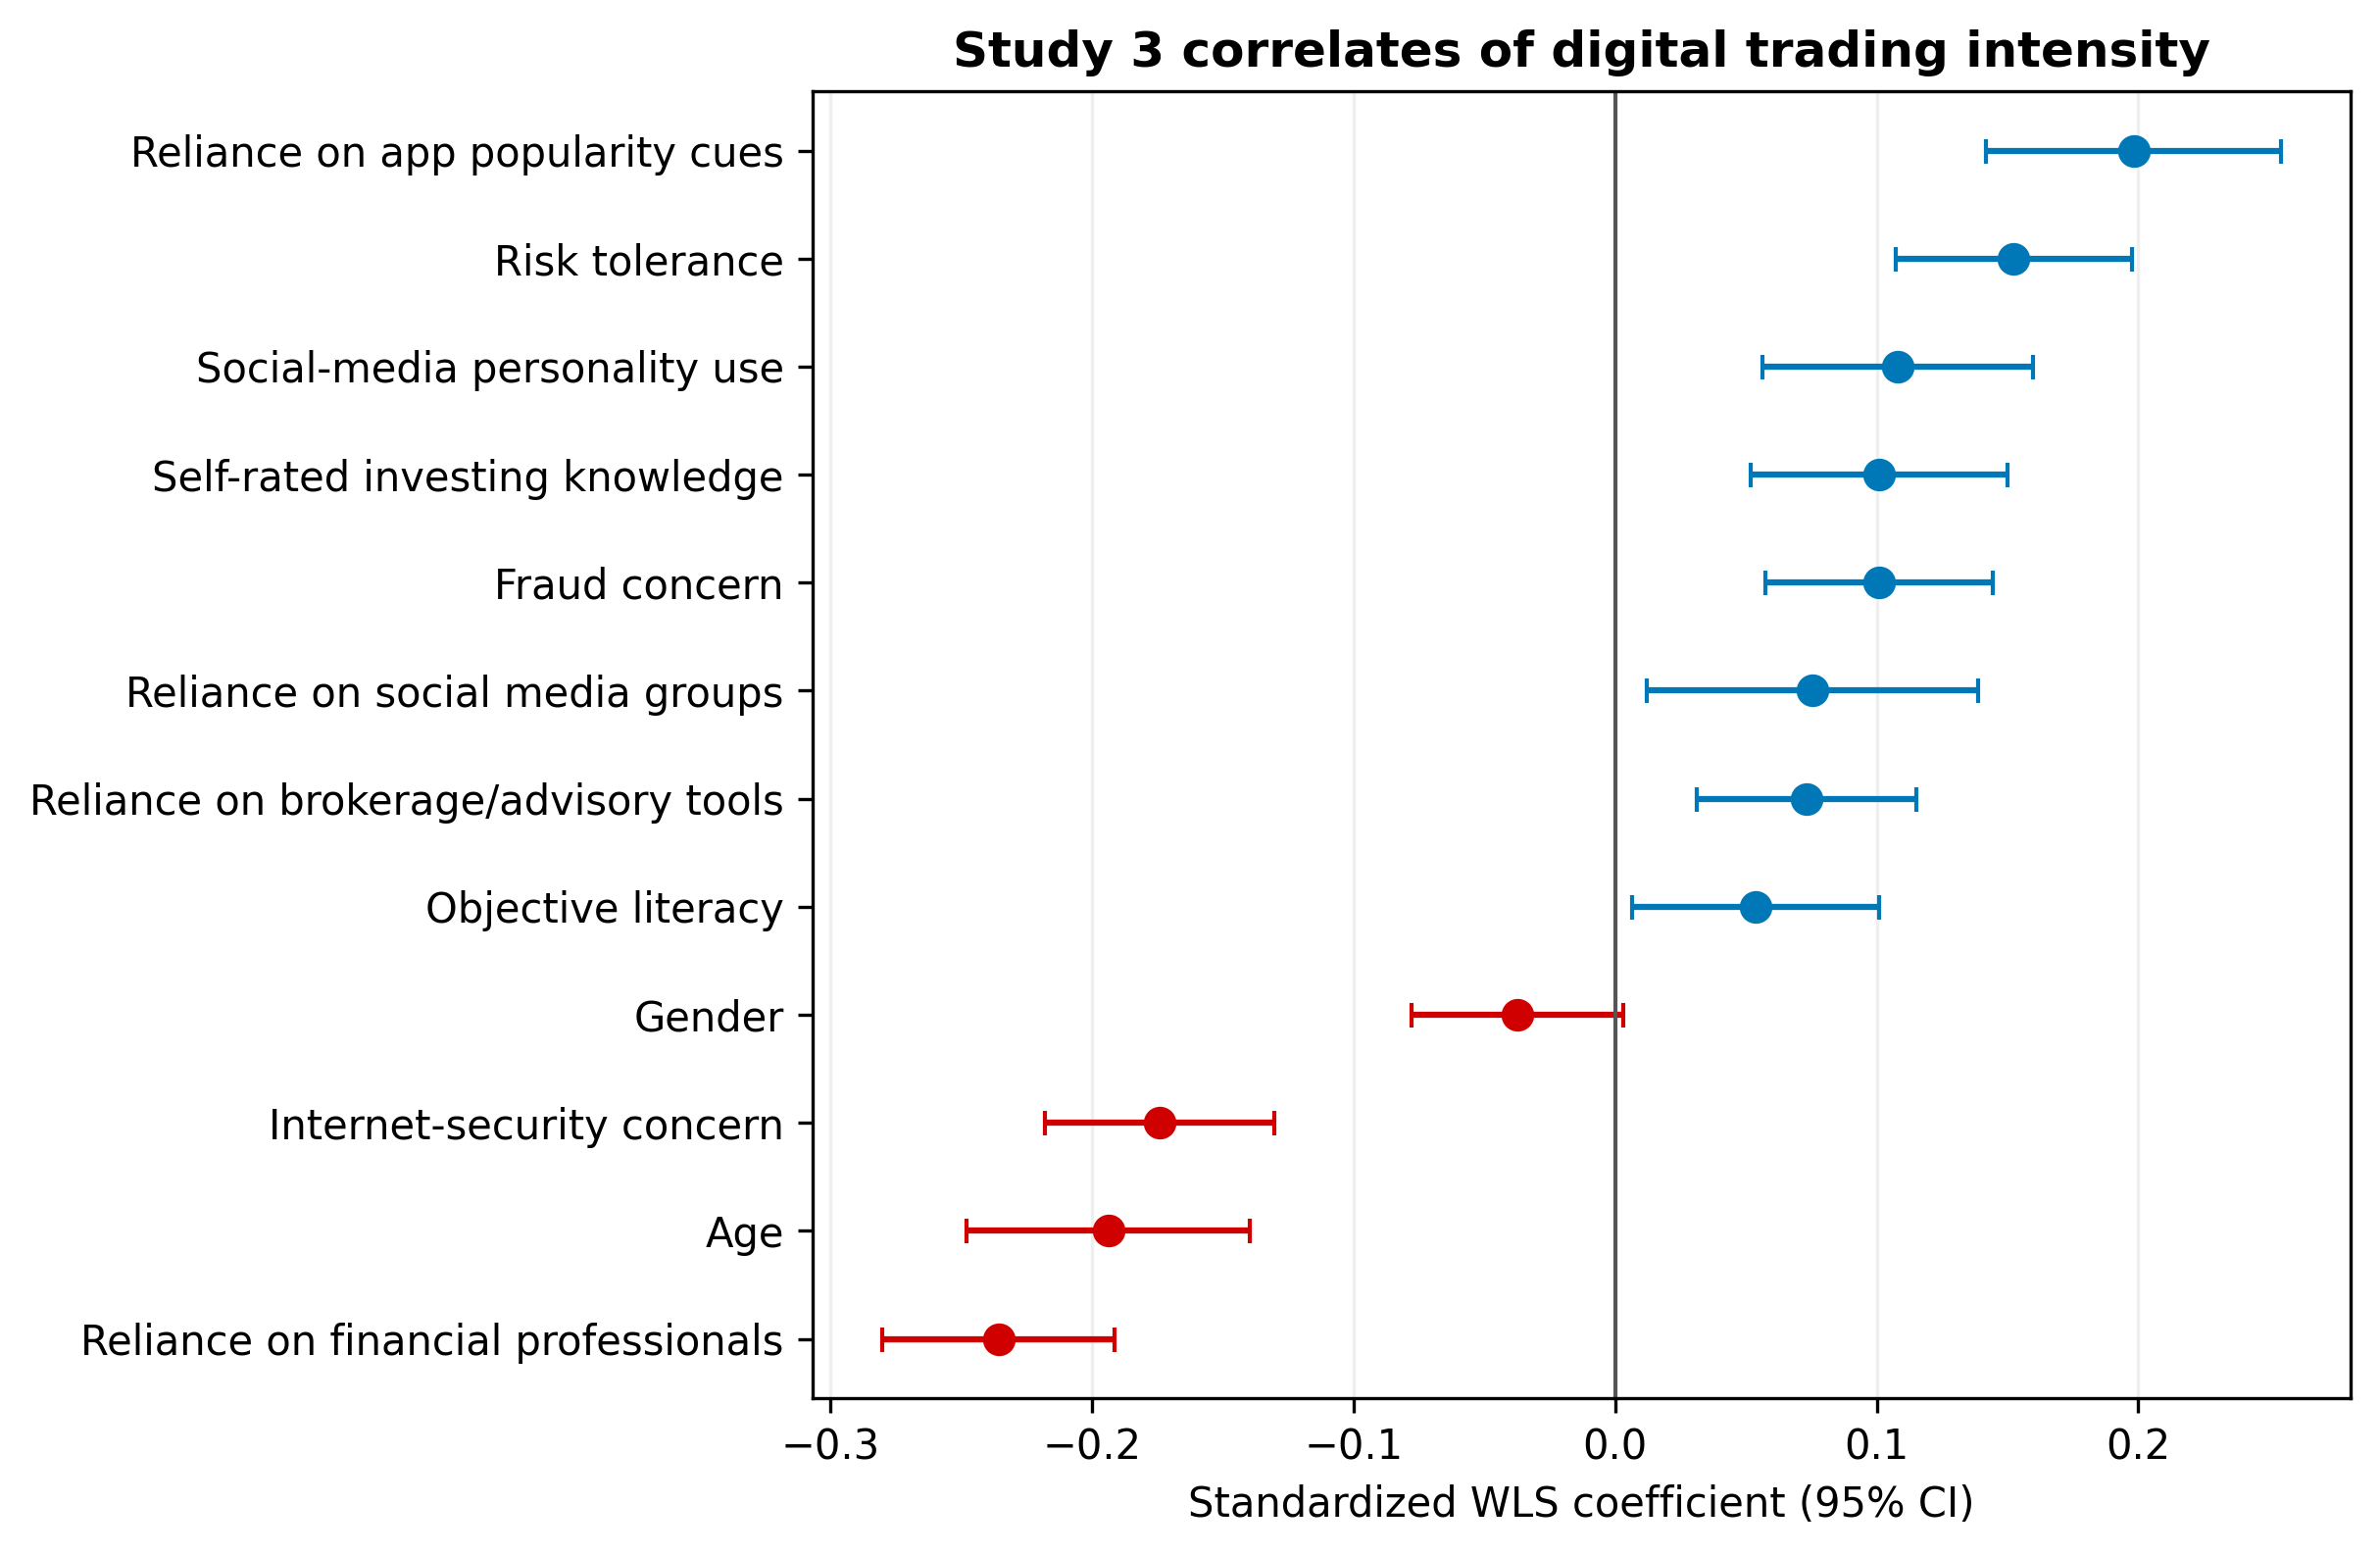 Study 3 correlates of digital trading intensity
Reliance on app popularity cues
Risk tolerance
Social-media personality use
Self-rated investing knowledge
Fraud concern
Reliance on social media groups
Reliance on brokerage/advisory tools
Objective literacy
Gender
Internet-security concern
Age
Reliance on financial professionals
−0.3 −0.2 −0.1 0.0 0.1 0.2
Standardized WLS coefficient (95% CI)